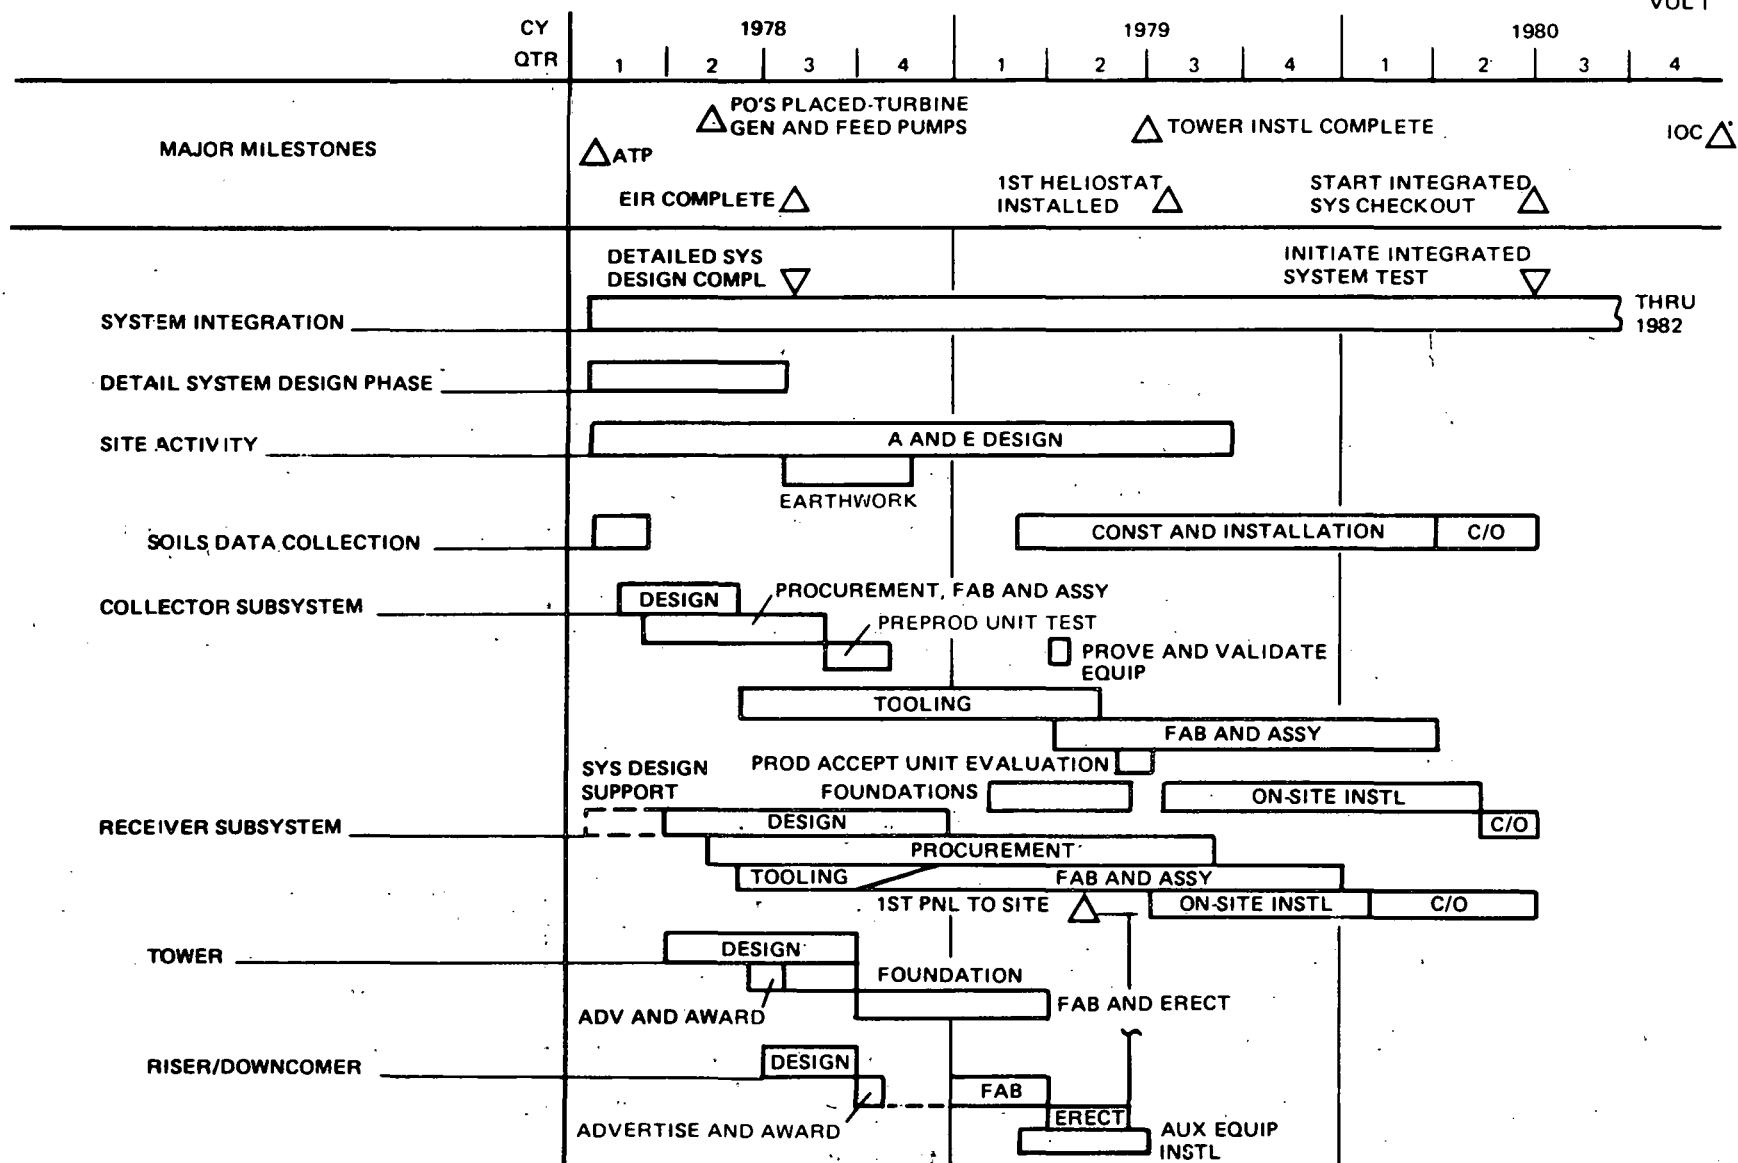 VOL I
CY 1978 1979 1980
QTR 1 2 3 4 1 2 3 4 1 2 3 4
MAJOR MILESTONES
PO'S PLACED-TURBINE
GEN AND FEED PUMPS
TOWER INSTL COMPLETE
IOC
ATP
EIR COMPLETE
1ST HELIOSTAT
INSTALLED
START INTEGRATED
SYS CHECKOUT
DETAILED SYS
DESIGN COMPL
INITIATE INTEGRATED
SYSTEM TEST
SYSTEM INTEGRATION
THRU
1982
DETAIL SYSTEM DESIGN PHASE
SITE ACTIVITY
A AND E DESIGN
EARTHWORK
SOILS DATA COLLECTION
CONST AND INSTALLATION
C/O
COLLECTOR SUBSYSTEM
DESIGN
PROCUREMENT, FAB AND ASSY
PREPROD UNIT TEST
PROVE AND VALIDATE
EQUIP
TOOLING
FAB AND ASSY
PROD ACCEPT UNIT EVALUATION
FOUNDATIONS
ON-SITE INSTL
C/O
SYS DESIGN
SUPPORT
RECEIVER SUBSYSTEM
DESIGN
PROCUREMENT
TOOLING
FAB AND ASSY
1ST PNL TO SITE
ON-SITE INSTL
C/O
TOWER
DESIGN
FOUNDATION
ADV AND AWARD
FAB AND ERECT
RISER/DOWNCOMER
DESIGN
FAB
ADVERTISE AND AWARD
ERECT
AUX EQUIP
INSTL